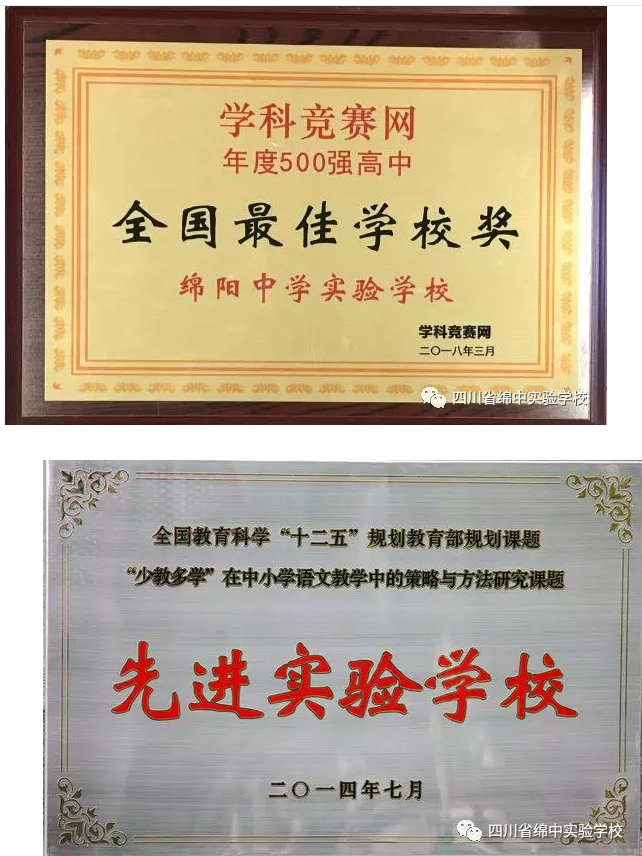 学科竞赛网
年度500强高中
全国最佳学校奖
绵阳中学实验学校
学科竞赛网
二〇一八年三月
四川省绵中实验学校
全国教育科学“十二五”规划教育部规划课题
“少教多学”在中小学语文教学中的策略与方法研究课题
先进实验学校
二〇一四年七月
四川省绵中实验学校